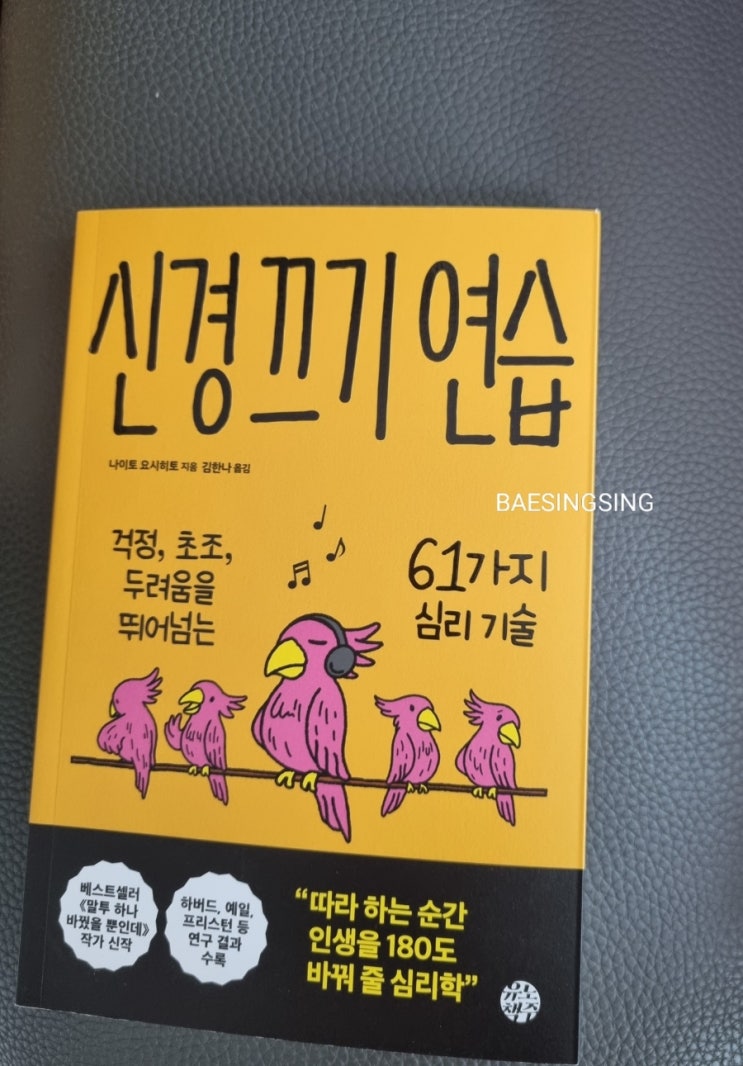 신경 끄기 연습
나이토 요시히토 지음 김한나 옮김
BAESINGSING
걱정, 초조,
두려움을
뛰어넘는
61가지
심리 기술
베스트셀러
《말투 하나
바꿨을 뿐인데》
작가 신작
하버드, 예일,
프리스턴 등
연구 결과
수록
“따라 하는 순간
인생을 180도
바꿔 줄 심리학”
유노
책주